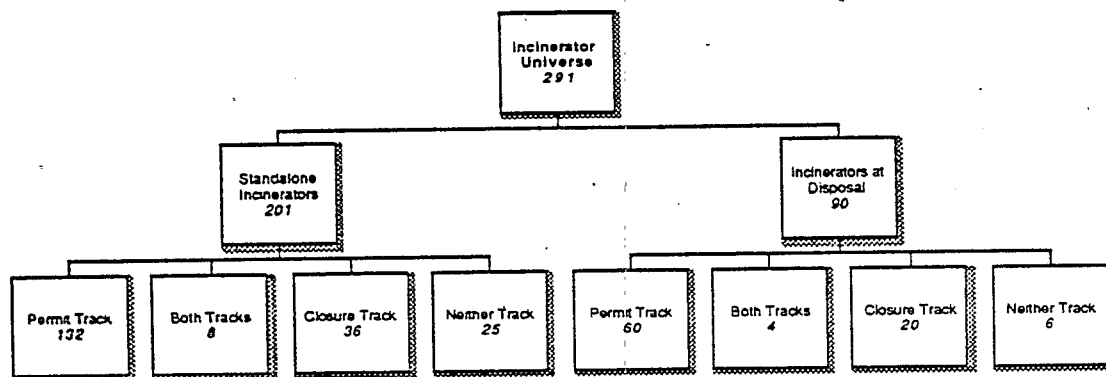 Incinerator
Universe
291
Standalone
Incinerators
201
Incinerators at
Disposal
90
Permit Track
132
Both Tracks
8
Closure Track
36
Neither Track
25
Permit Track
60
Both Tracks
4
Closure Track
20
Neither Track
6